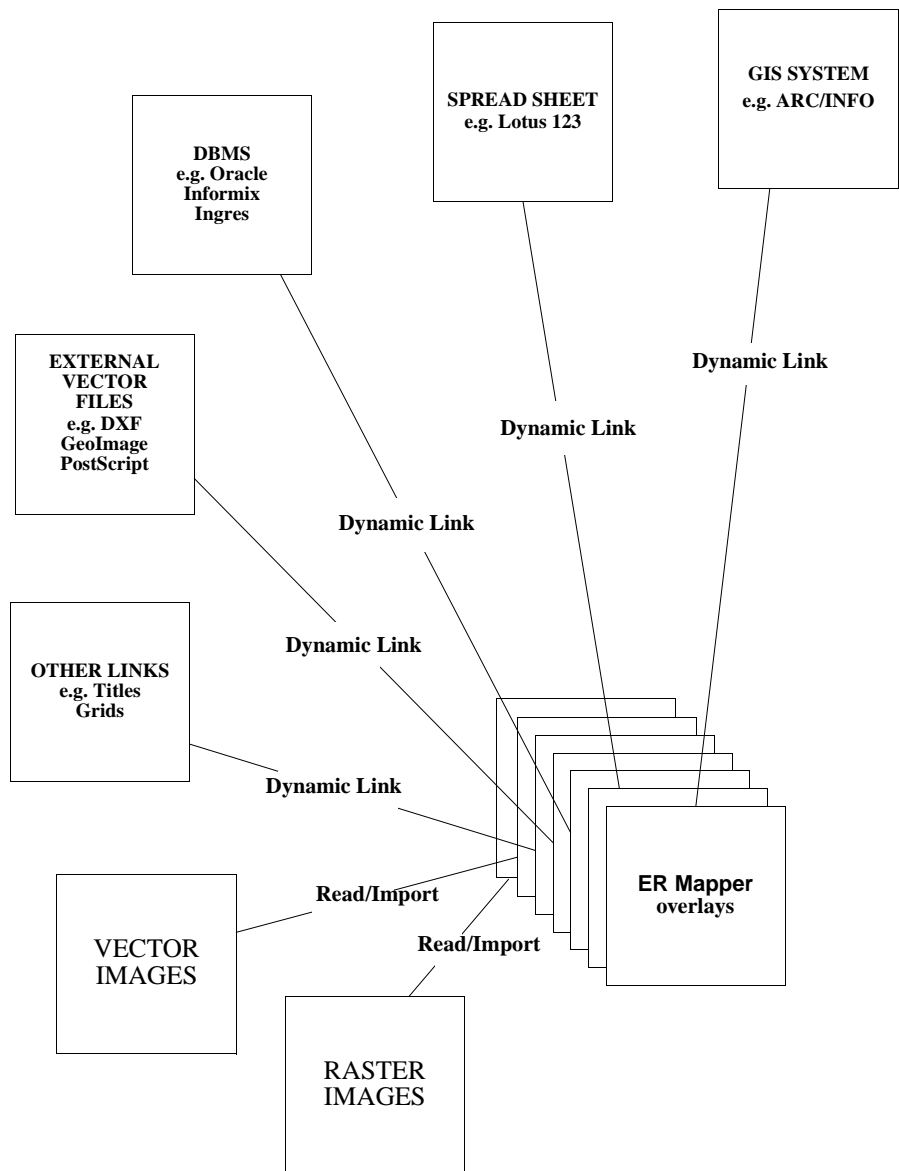 GIS SYSTEM
e.g. ARC/INFO
SPREAD SHEET
e.g. Lotus 123
DBMS
e.g. Oracle
Informix
Ingres
EXTERNAL
VECTOR
FILES
e.g. DXF
GeoImage
PostScript
Dynamic Link
Dynamic Link
Dynamic Link
Dynamic Link
OTHER LINKS
e.g. Titles
Grids
Dynamic Link
Read/Import
ER Mapper
overlays
Read/Import
VECTOR
IMAGES
RASTER
IMAGES